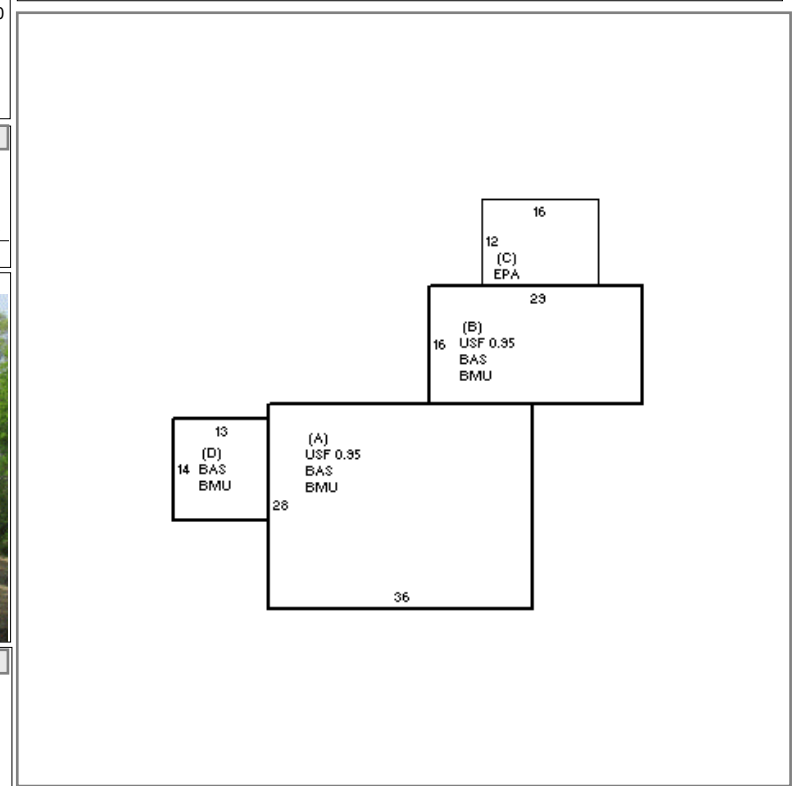 0
16
12
(C)
EPA
29
(B)
16 USF 0.95
BAS
BMU
13
(D)
14 BAS
BMU
(A)
USF 0.95
BAS
BMU
28
36